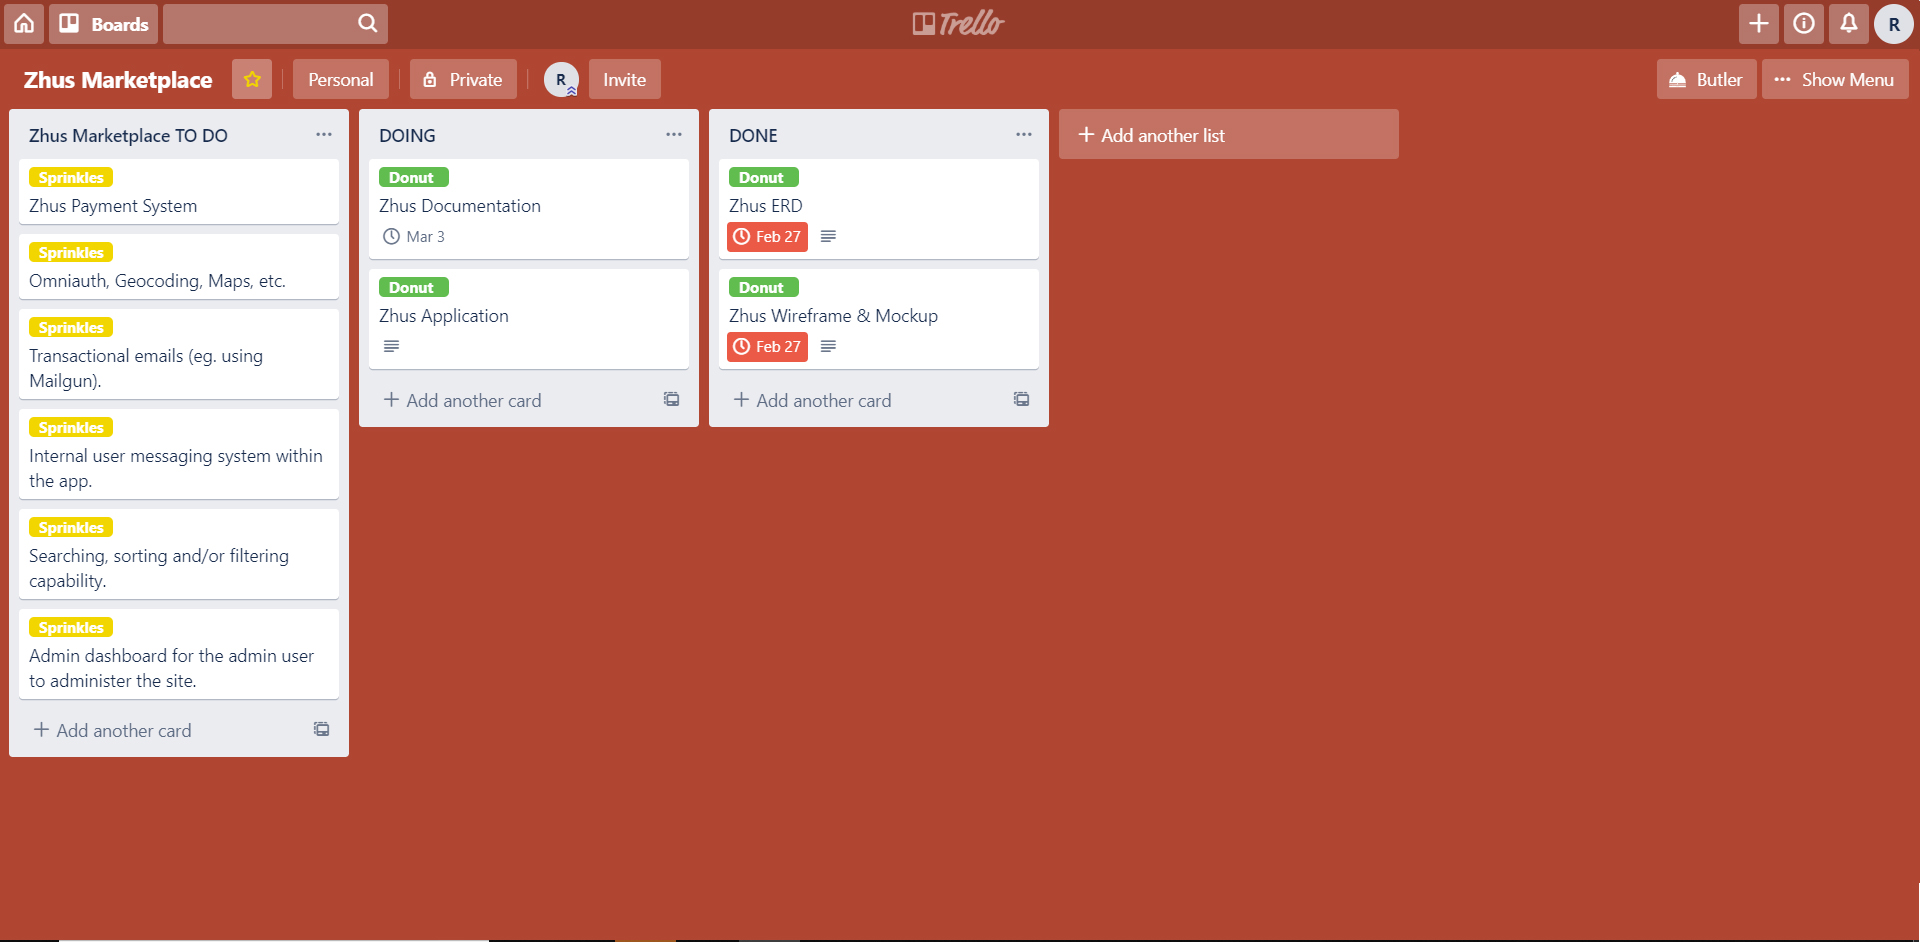 Boards
Trello
R
Zhus Marketplace
Personal
Private
R
Invite
Butler
Show Menu
Zhus Marketplace TO DO
Sprinkles
Zhus Payment System
Sprinkles
Omniauth, Geocoding, Maps, etc.
Sprinkles
Transactional emails (eg. using
Mailgun).
Sprinkles
Internal user messaging system within
the app.
Sprinkles
Searching, sorting and/or filtering
capability.
Sprinkles
Admin dashboard for the admin user
to administer the site.
Add another card
DOING
Donut
Zhus Documentation
Mar 3
Donut
Zhus Application
Add another card
DONE
Donut
Zhus ERD
Feb 27
Donut
Zhus Wireframe & Mockup
Feb 27
Add another card
Add another list